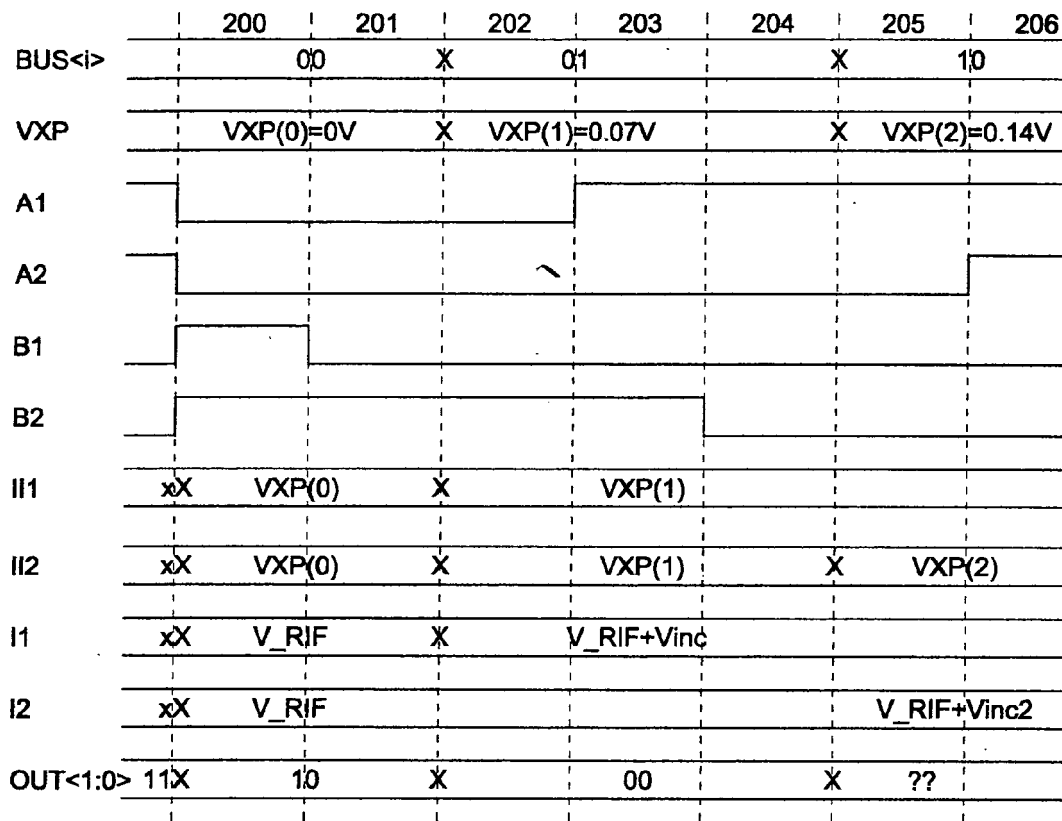 200 201 202 203 204 205 206
BUS<i> 00 X 01 X 10
VXP VXP(0)=0V X VXP(1)=0.07V X VXP(2)=0.14V
A1
A2
B1
B2
II1 xX VXP(0) X VXP(1)
II2 xX VXP(0) X VXP(1) X VXP(2)
I1 xX V_RIF X V_RIF+Vinc
I2 xX V_RIF V_RIF+Vinc2
OUT<1:0> 11X 10 X 00 X ??